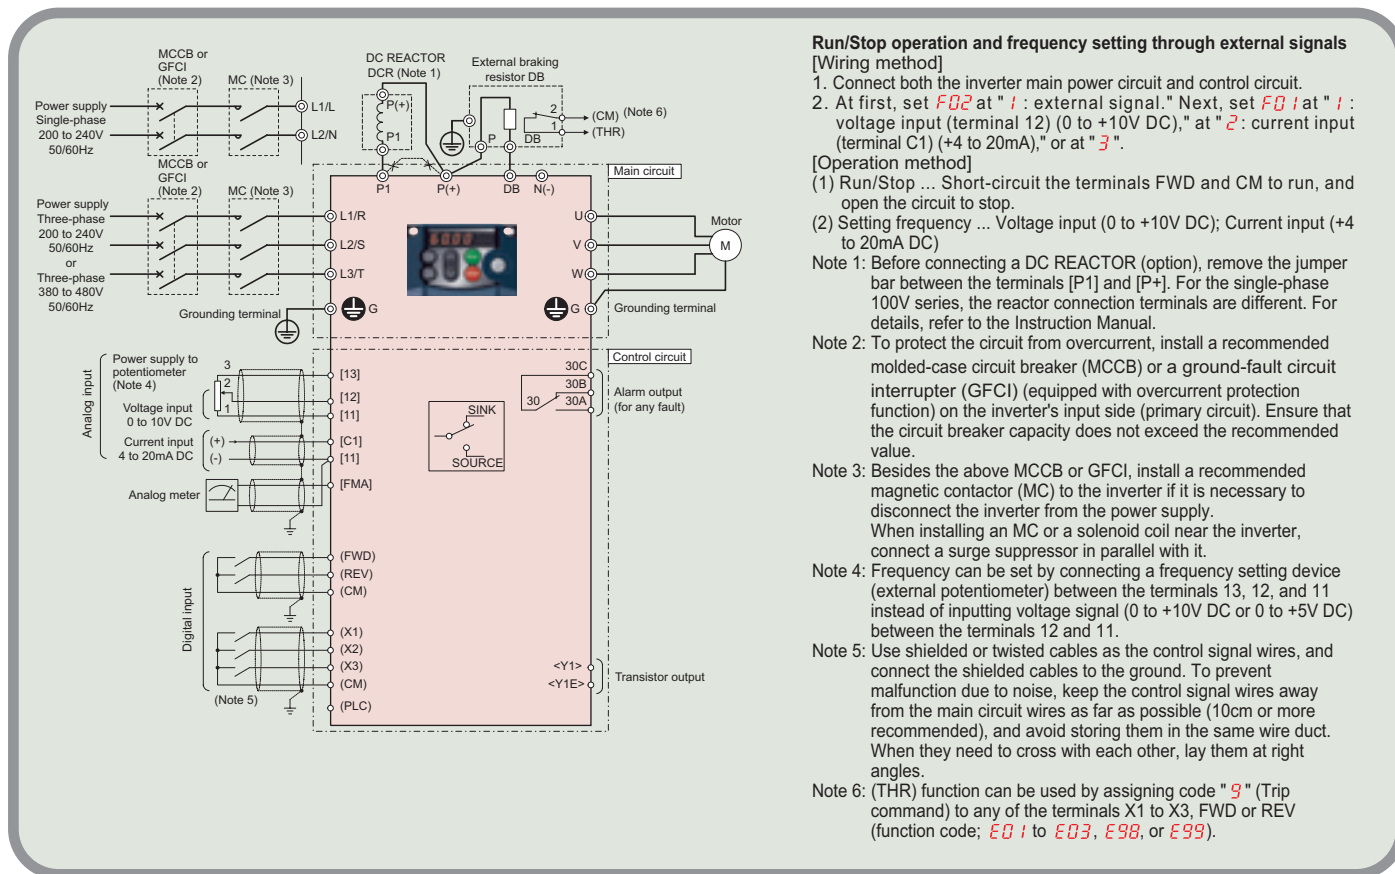 MCCB or
GFCI
(Note 2)
MC (Note 3)
Power supply
Single-phase
200 to 240V
50/60Hz
L1/L
L2/N
DC REACTOR
DCR (Note 1)
P(+)
P1
External braking
resistor DB
P
DB
2
1
(CM)
(THR)
(Note 6)
MCCB or
GFCI
(Note 2)
MC (Note 3)
Power supply
Three-phase
200 to 240V
50/60Hz
or
Three-phase
380 to 480V
50/60Hz
Main circuit
P1
P(+)
DB
N(-)
L1/R
L2/S
L3/T
G
Grounding terminal
6000
U
V
W
G
Motor
M
Grounding terminal
Control circuit
Analog input
Power supply to
potentiometer
(Note 4)
3
2
1
Voltage input
0 to 10V DC
Current input
4 to 20mA DC
(+)
(-)
Analog meter
[13]
[12]
[11]
[C1]
[11]
[FMA]
SINK
SOURCE
30C
30B
30
30A
Alarm output
(for any fault)
Digital input
(FWD)
(REV)
(CM)
(X1)
(X2)
(X3)
(CM)
(PLC)
(Note 5)
<Y1>
<Y1E>
Transistor output
Run/Stop operation and frequency setting through external signals
[Wiring method]
1. Connect both the inverter main power circuit and control circuit.
2. At first, set F02 at " 1 : external signal." Next, set F01 at " 1 :
voltage input (terminal 12) (0 to +10V DC)," at " 2 : current input
(terminal C1) (+4 to 20mA)," or at " 3 ".
[Operation method]
(1) Run/Stop ... Short-circuit the terminals FWD and CM to run, and
open the circuit to stop.
(2) Setting frequency ... Voltage input (0 to +10V DC); Current input (+4
to 20mA DC)
Note 1: Before connecting a DC REACTOR (option), remove the jumper
bar between the terminals [P1] and [P+]. For the single-phase
100V series, the reactor connection terminals are different. For
details, refer to the Instruction Manual.
Note 2: To protect the circuit from overcurrent, install a recommended
molded-case circuit breaker (MCCB) or a ground-fault circuit
interrupter (GFCI) (equipped with overcurrent protection
function) on the inverter's input side (primary circuit). Ensure that
the circuit breaker capacity does not exceed the recommended
value.
Note 3: Besides the above MCCB or GFCI, install a recommended
magnetic contactor (MC) to the inverter if it is necessary to
disconnect the inverter from the power supply.
When installing an MC or a solenoid coil near the inverter,
connect a surge suppressor in parallel with it.
Note 4: Frequency can be set by connecting a frequency setting device
(external potentiometer) between the terminals 13, 12, and 11
instead of inputting voltage signal (0 to +10V DC or 0 to +5V DC)
between the terminals 12 and 11.
Note 5: Use shielded or twisted cables as the control signal wires, and
connect the shielded cables to the ground. To prevent
malfunction due to noise, keep the control signal wires away
from the main circuit wires as far as possible (10cm or more
recommended), and avoid storing them in the same wire duct.
When they need to cross with each other, lay them at right
angles.
Note 6: (THR) function can be used by assigning code " 9 " (Trip
command) to any of the terminals X1 to X3, FWD or REV
(function code; E01 to E03, E98, or E99).